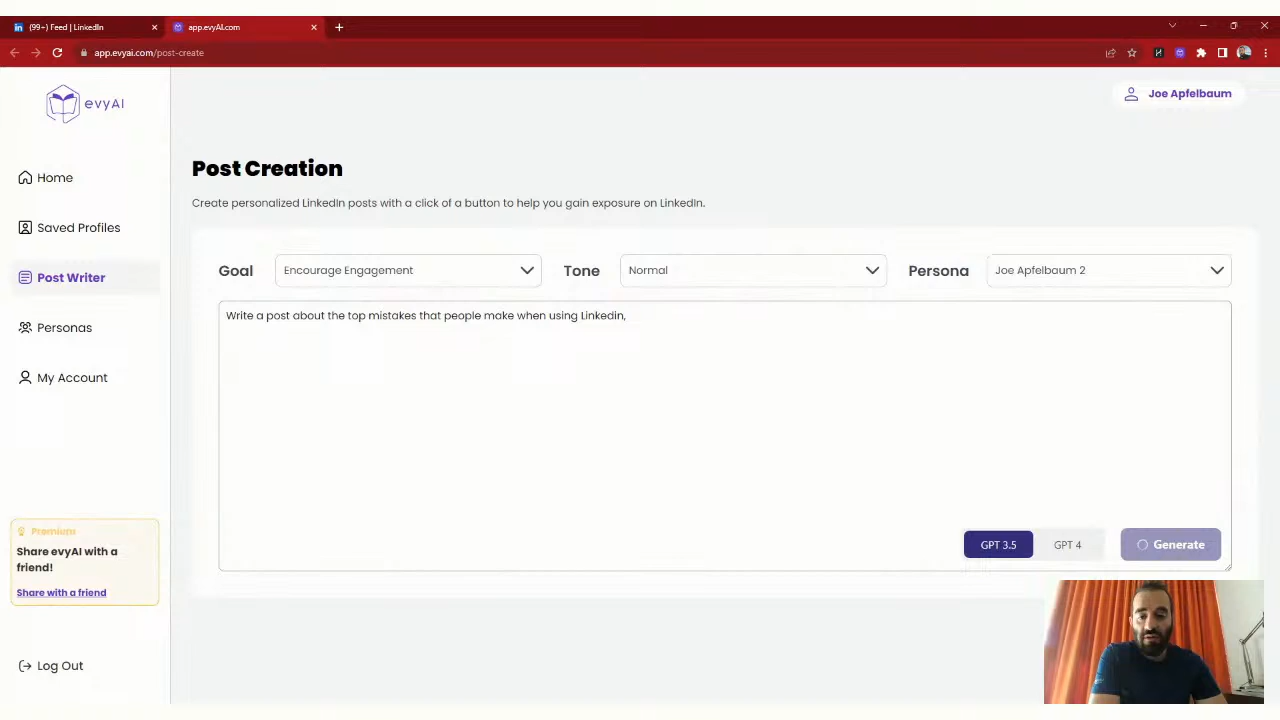 (99+) Feed | LinkedIn
app.evyAI.com
app.evyai.com/post-create
evyAI
Joe Apfelbaum
Home
Saved Profiles
Post Writer
Personas
My Account
Post Creation
Create personalized LinkedIn posts with a click of a button to help you gain exposure on LinkedIn.
Goal
Encourage Engagement
Tone
Normal
Persona
Joe Apfelbaum 2
Write a post about the top mistakes that people make when using Linkedin,
GPT 3.5
GPT 4
Generate
Premium
Share evyAI with a
friend!
Share with a friend
Log Out